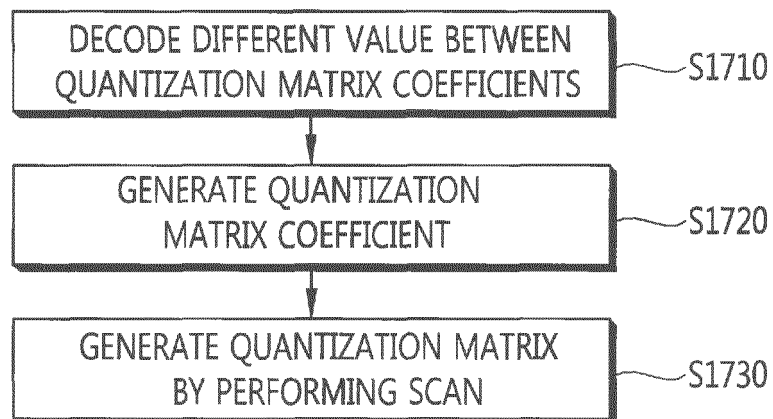 DECODE DIFFERENT VALUE BETWEEN
QUANTIZATION MATRIX COEFFICIENTS
S1710
GENERATE QUANTIZATION
MATRIX COEFFICIENT
S1720
GENERATE QUANTIZATION MATRIX
BY PERFORMING SCAN
S1730